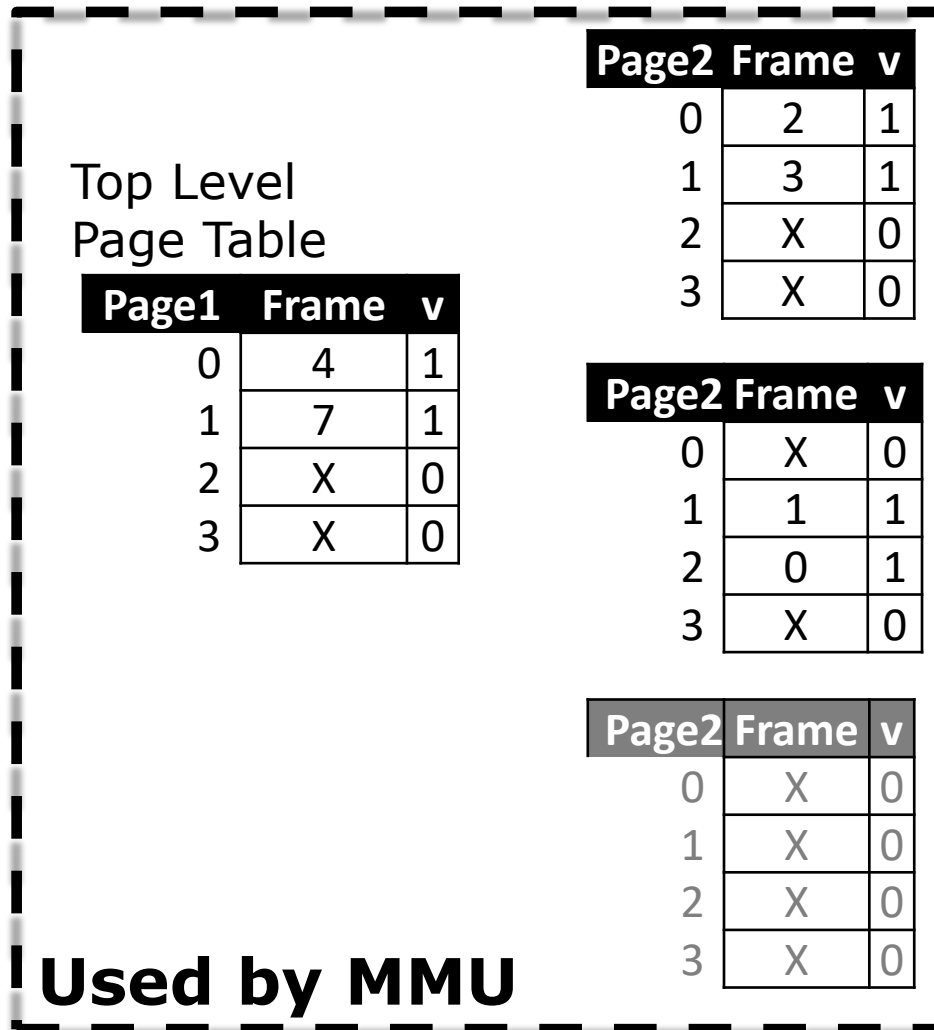 Top Level
Page Table
Page1 Frame v
0 4 1
1 7 1
2 X 0
3 X 0
Page2 Frame v
0 2 1
1 3 1
2 X 0
3 X 0
Page2 Frame v
0 X 0
1 1 1
2 0 1
3 X 0
Page2 Frame v
0 X 0
1 X 0
2 X 0
3 X 0
Used by MMU